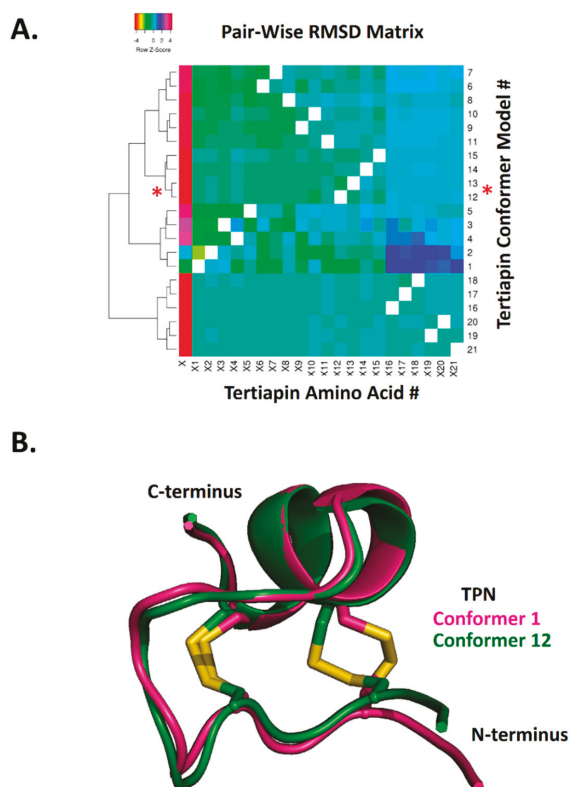 A.
Pair-Wise RMSD Matrix
-4 -2 0 2 4
Row Z-Score
7
6
8
10
9
11
15
14
13
12
5
3
4
2
1
18
17
16
20
19
21
*
*
Tertiapin Conformer Model #
X X1 X2 X3 X4 X5 X6 X7 X8 X9 X10 X11 X12 X13 X14 X15 X16 X17 X18 X19 X20 X21
Tertiapin Amino Acid #
B.
C-terminus
TPN
Conformer 1
Conformer 12
N-terminus